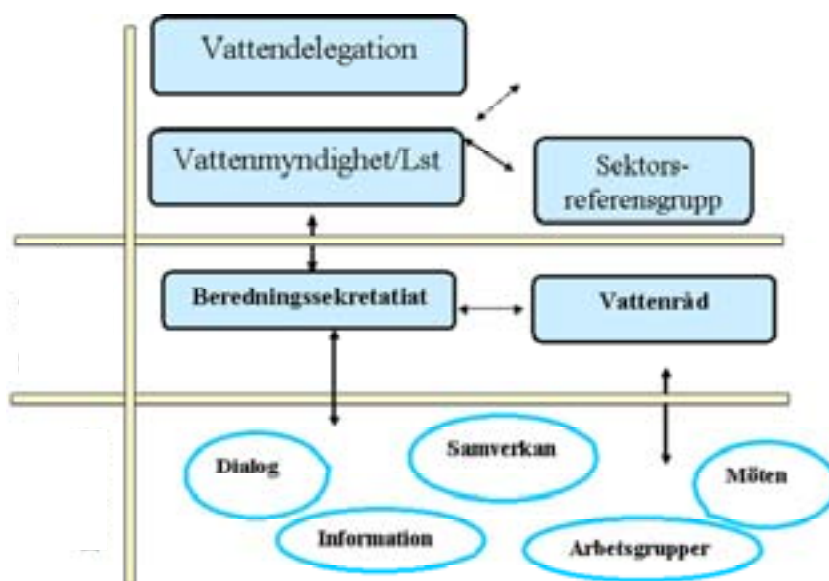 Vattendelegation
Vattenmyndighet/Lst
Sektors-
referensgrupp
Beredningssekretatiat
Vattenråd
Dialog
Samverkan
Möten
Information
Arbetsgrupper